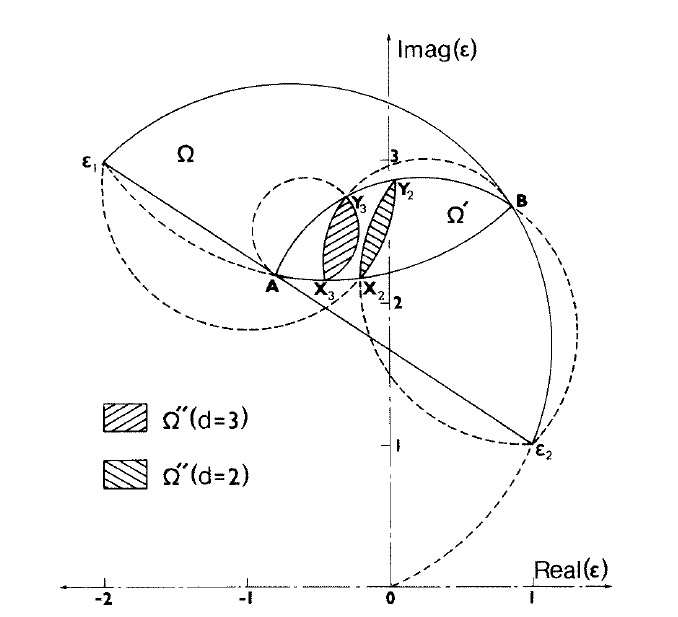 Imag(ε)
3
Ω
ε₁
Y₃
Y₂
Ω′
B
A
X₃
X₂
2
Ω″(d=3)
Ω″(d=2)
1
ε₂
Real(ε)
-2
-1
0
1